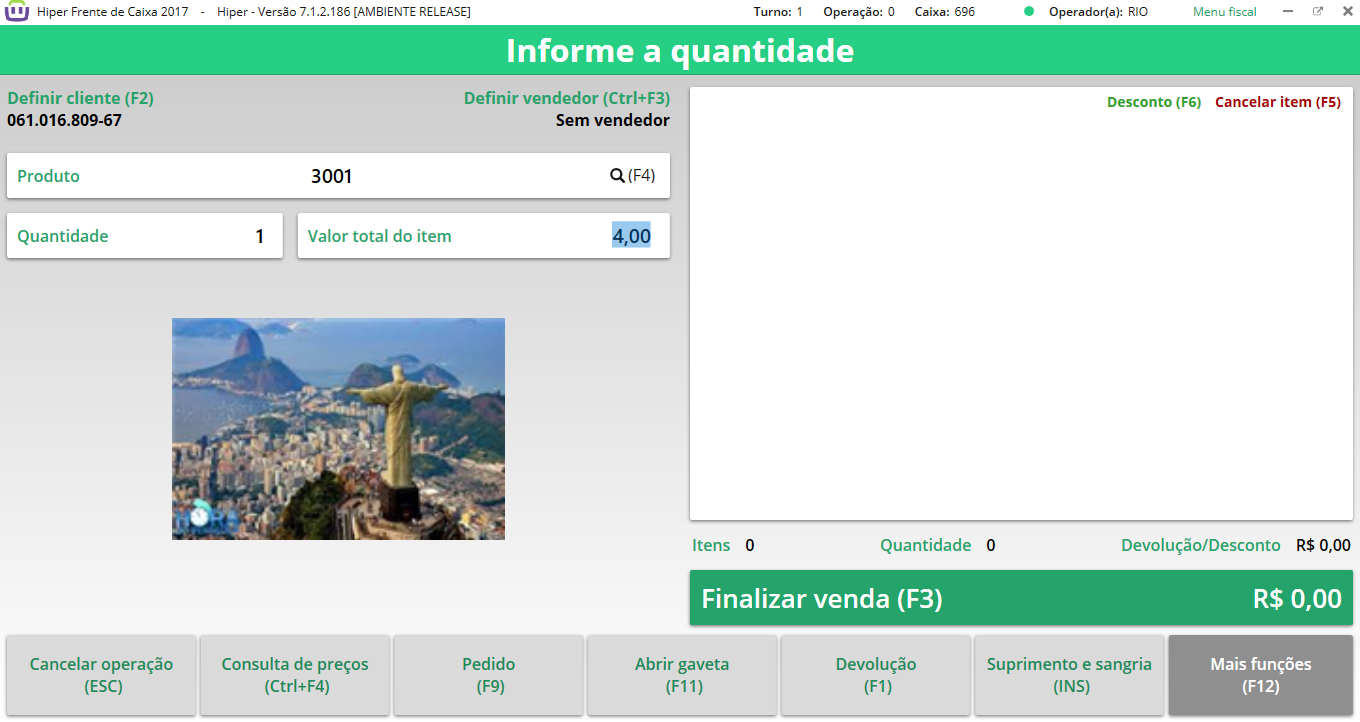 Hiper Frente de Caixa 2017 - Hiper - Versão 7.1.2.186 [AMBIENTE RELEASE] Turno: 1 Operação: 0 Caixa: 696 Operador(a): RIO Menu fiscal
Informe a quantidade
Definir cliente (F2) Definir vendedor (Ctrl+F3)
061.016.809-67 Sem vendedor
Produto 3001 (F4)
Quantidade 1 Valor total do item 4,00
HORA
Desconto (F6) Cancelar item (F5)
Itens 0 Quantidade 0 Devolução/Desconto R$ 0,00
Finalizar venda (F3) R$ 0,00
Cancelar operação
(ESC)
Consulta de preços
(Ctrl+F4)
Pedido
(F9)
Abrir gaveta
(F11)
Devolução
(F1)
Suprimento e sangria
(INS)
Mais funções
(F12)